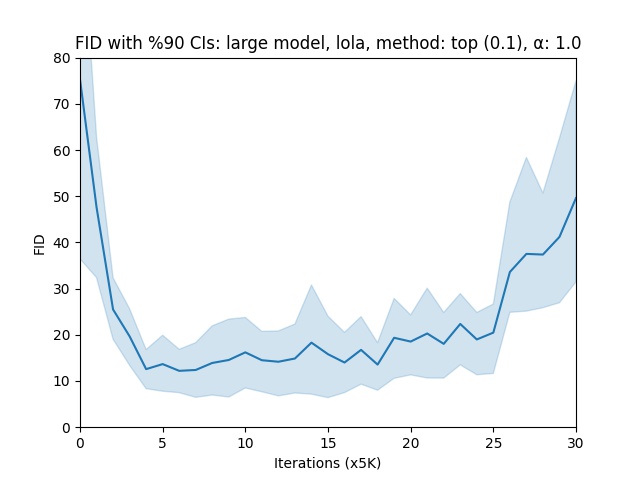 FID with %90 CIs: large model, lola, method: top (0.1), α: 1.0
80
70
60
50
40
30
20
10
0
FID
0 5 10 15 20 25 30
Iterations (x5K)